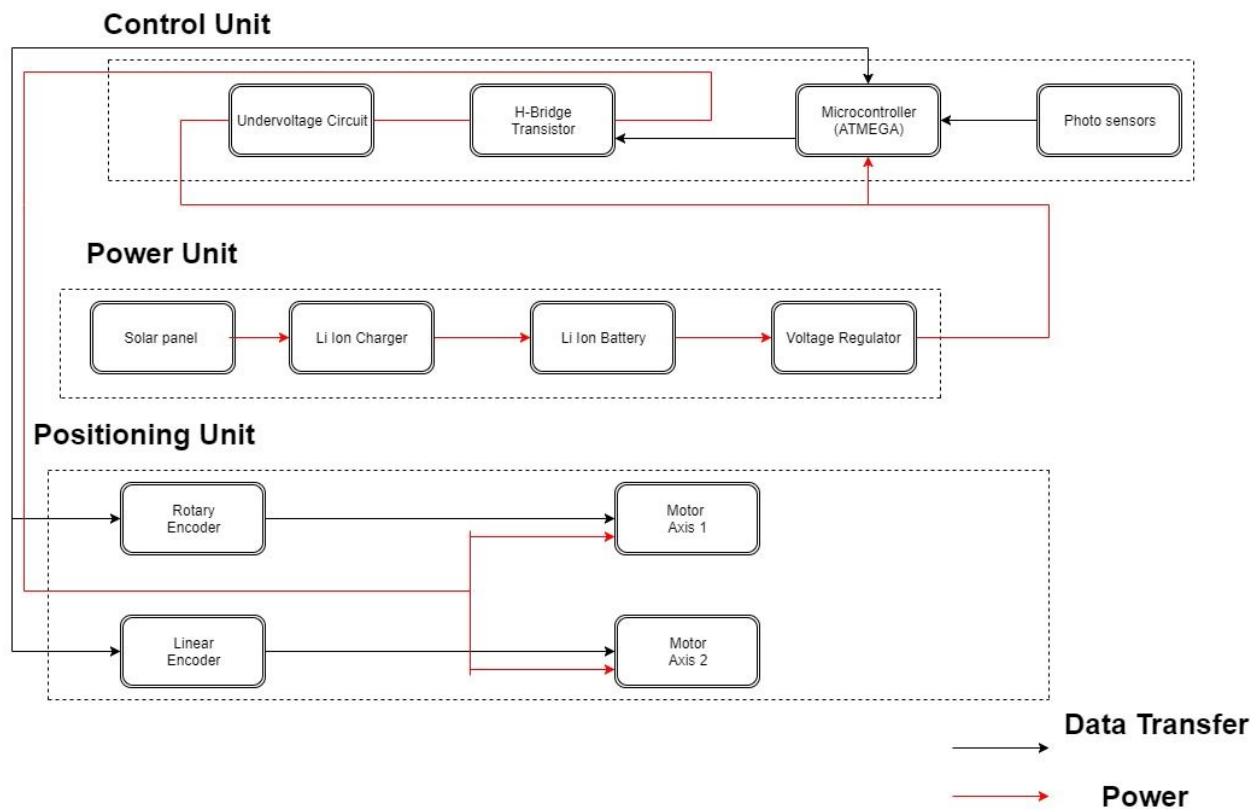 Control Unit
Undervoltage Circuit
H-Bridge
Transistor
Microcontroller
(ATMEGA)
Photo sensors
Power Unit
Solar panel
Li Ion Charger
Li Ion Battery
Voltage Regulator
Positioning Unit
Rotary
Encoder
Motor
Axis 1
Linear
Encoder
Motor
Axis 2
Data Transfer
Power